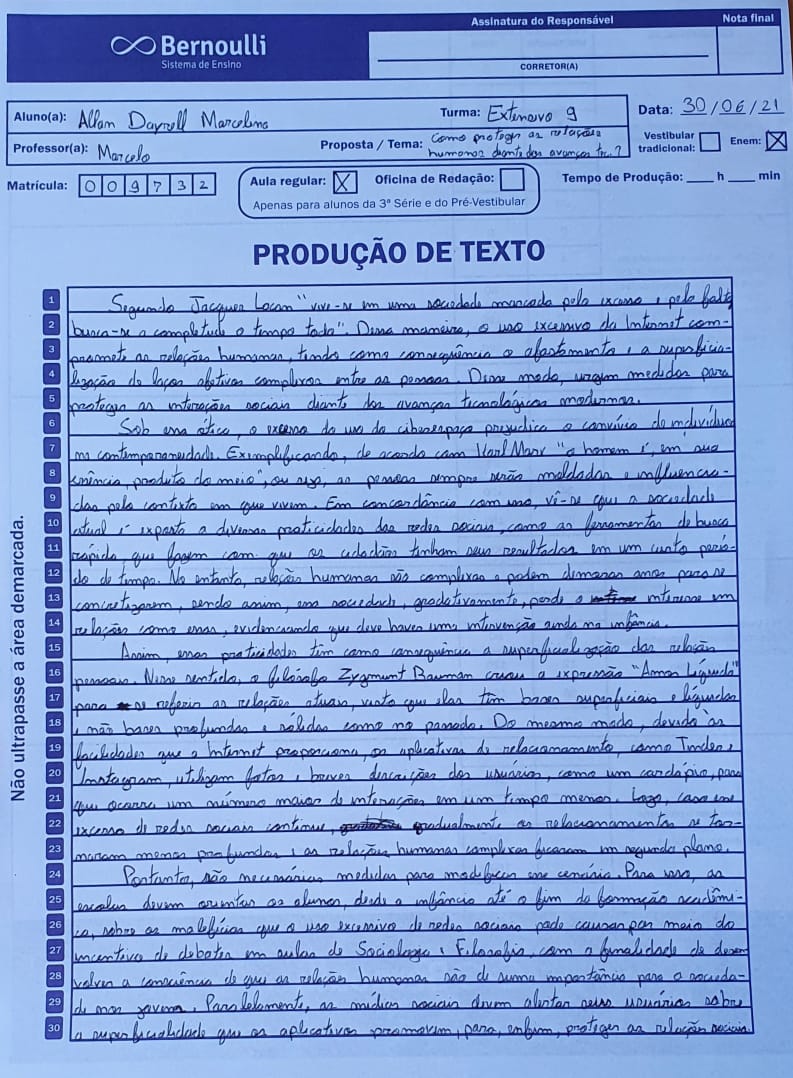 Bernoulli
Sistema de Ensino
Assinatura do Responsável
Nota final
CORRETOR(A)
Aluno(a): Allan Dayrell Marcelino
Turma: Extensivo 9
Data: 30/06/21
Professor(a): Marcelo
Proposta / Tema: Como proteger as relações humanas diante dos avanços tec.?
Vestibular tradicional:
Enem: X
Matrícula: 009732
Aula regular: X
Oficina de Redação:
Apenas para alunos da 3ª Série e do Pré-Vestibular
Tempo de Produção: ____ h ____ min
PRODUÇÃO DE TEXTO
Não ultrapasse a área demarcada.
1 Segundo Jacques Lacan "vive-se em uma sociedade marcada pelo excesso e pela falta,
2 busca-se a completude o tempo todo". Dessa maneira, o uso excessivo da Internet com-
3 promete as relações humanas, tendo como consequência o afastamento e a superficia-
4 lização de laços afetivos complexos entre as pessoas. Desse modo, urgem medidas para
5 proteger as interações sociais diante dos avanços tecnológicos modernos.
6 Sob essa ótica, o excesso do uso do ciberespaço prejudica o convívio do indivíduo
7 na contemporaneidade. Exemplificando, de acordo com Karl Marx "o homem é, em sua
8 essência, produto do meio", ou seja, as pessoas sempre serão moldadas e influencia-
9 das pelo contexto em que vivem. Em concordância com isso, vê-se que a sociedade
10 atual é exposta a diversas praticidades das redes sociais, como as ferramentas de busca
11 rápida que fazem com que os cidadãos tenham seus resultados em um curto perío-
12 do de tempo. No entanto, relações humanas são complexas e podem demorar anos para se
13 concretizarem, sendo assim, essa sociedade, gradativamente, perde o interesse em
14 relações como essas, evidenciando que deve haver uma intervenção ainda na infância.
15 Assim, essas praticidades têm como consequência a superficialização das relações
16 pessoais. Nesse sentido, o filósofo Zygmunt Bauman criou a expressão "Amor Líquido"
17 para se referir as relações atuais, visto que elas têm bases superficiais e líquidas
18 e não bases profundas e sólidas como no passado. Do mesmo modo, devido às
19 facilidades que a Internet proporciona, os aplicativos de relacionamento, como Tinder e
20 Instagram, utilizam fotos e breves descrições dos usuários, como um cardápio, para
21 que ocorra um número maior de interações em um tempo menor. Logo, caso esse
22 excesso de redes sociais continue, gradualmente os relacionamentos se tor-
23 nariam menos profundos e as relações humanas complexas ficaram em segundo plano.
24 Portanto, são necessárias medidas para modificar esse cenário. Para isso, as
25 escolas devem orientar os alunos, desde a infância até o fim da formação acadêmi-
26 ca, sobre os malefícios que o uso excessivo de redes sociais pode causar por meio do
27 incentivo de debates em aulas de Sociologia e Filosofia, com a finalidade de desen
28 volver a consciência de que as relações humanas são de suma importância para a socieda-
29 de mais jovem. Paralelamente, as mídias sociais devem alertar seus usuários sobre
30 a superficialidade que os aplicativos promovem, para, enfim, proteger as relações sociais.